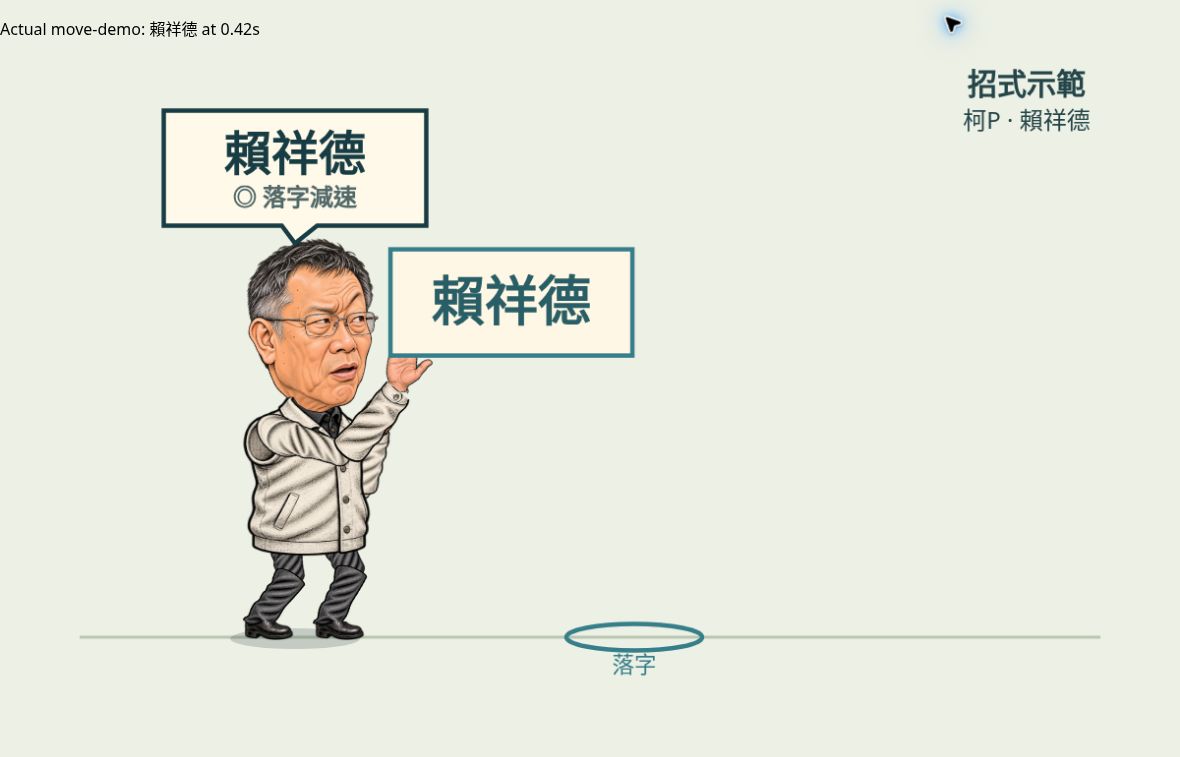 Actual move-demo: 賴祥德 at 0.42s
招式示範
柯P · 賴祥德
賴祥德
◎ 落字減速
賴祥德
落字